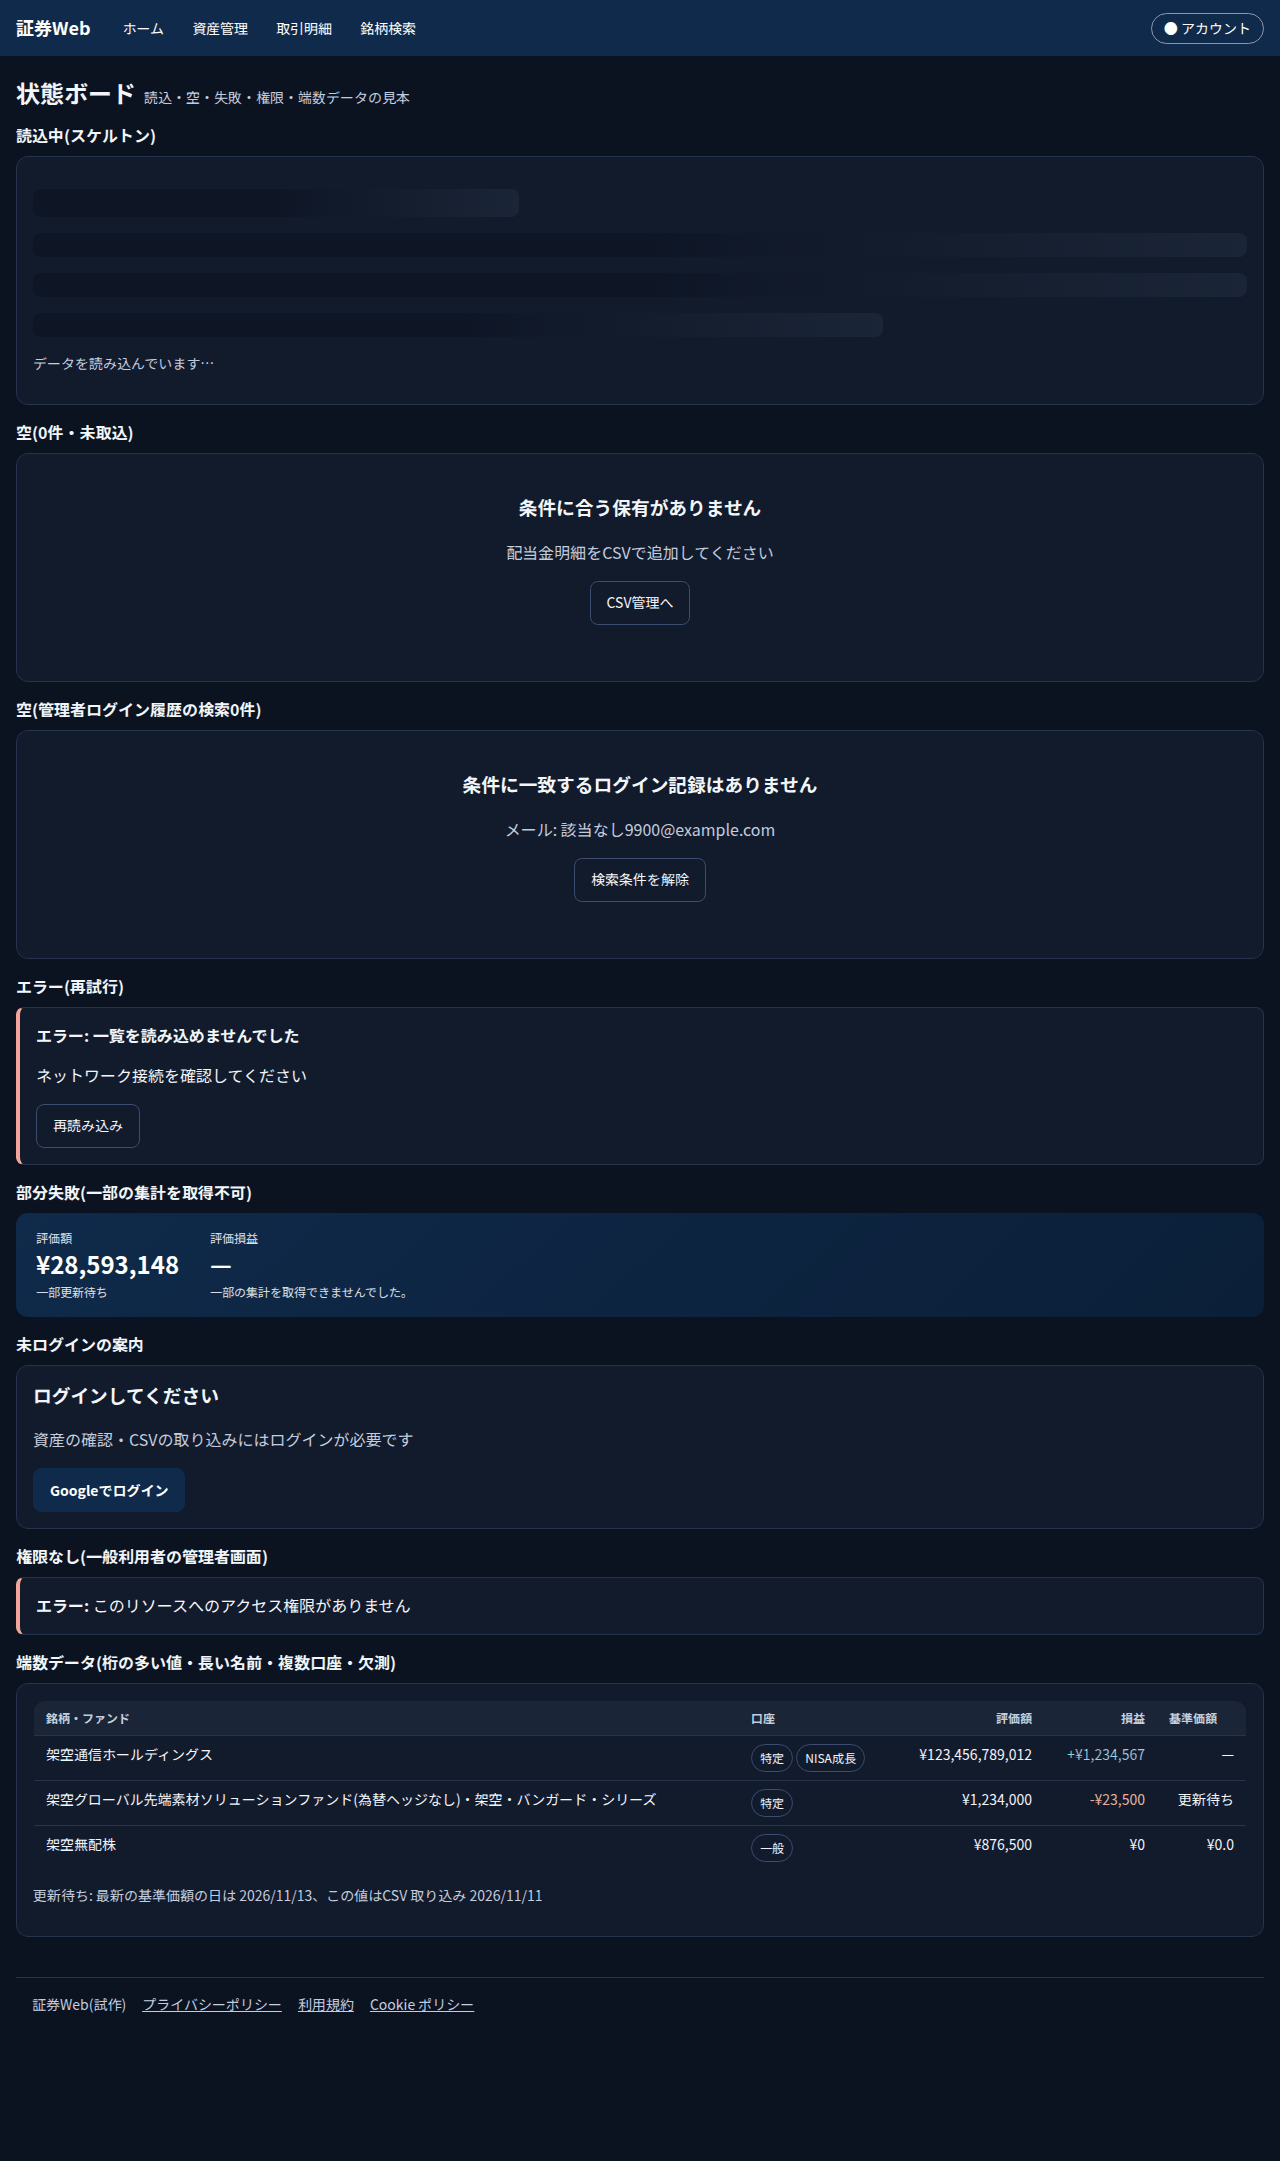 証券Web ホーム 資産管理 取引明細 銘柄検索 アカウント
状態ボード 読込・空・失敗・権限・端数データの見本
読込中(スケルトン)
データを読み込んでいます…
空(0件・未取込)
条件に合う保有がありません
配当金明細をCSVで追加してください
CSV管理へ
空(管理者ログイン履歴の検索0件)
条件に一致するログイン記録はありません
メール: 該当なし9900@example.com
検索条件を解除
エラー(再試行)
エラー: 一覧を読み込めませんでした
ネットワーク接続を確認してください
再読み込み
部分失敗(一部の集計を取得不可)
評価額 評価損益
¥28,593,148 —
一部更新待ち 一部の集計を取得できませんでした。
未ログインの案内
ログインしてください
資産の確認・CSVの取り込みにはログインが必要です
Googleでログイン
権限なし(一般利用者の管理者画面)
エラー: このリソースへのアクセス権限がありません
端数データ(桁の多い値・長い名前・複数口座・欠測)
銘柄・ファンド 口座 評価額 損益 基準価額
架空通信ホールディングス 特定 NISA成長 ¥123,456,789,012 +¥1,234,567 —
架空グローバル先端素材ソリューションファンド(為替ヘッジなし)・架空・バンガード・シリーズ 特定 ¥1,234,000 -¥23,500 更新待ち
架空無配株 一般 ¥876,500 ¥0 ¥0.0
更新待ち: 最新の基準価額の日は 2026/11/13、この値はCSV 取り込み 2026/11/11
証券Web(試作) プライバシーポリシー 利用規約 Cookie ポリシー